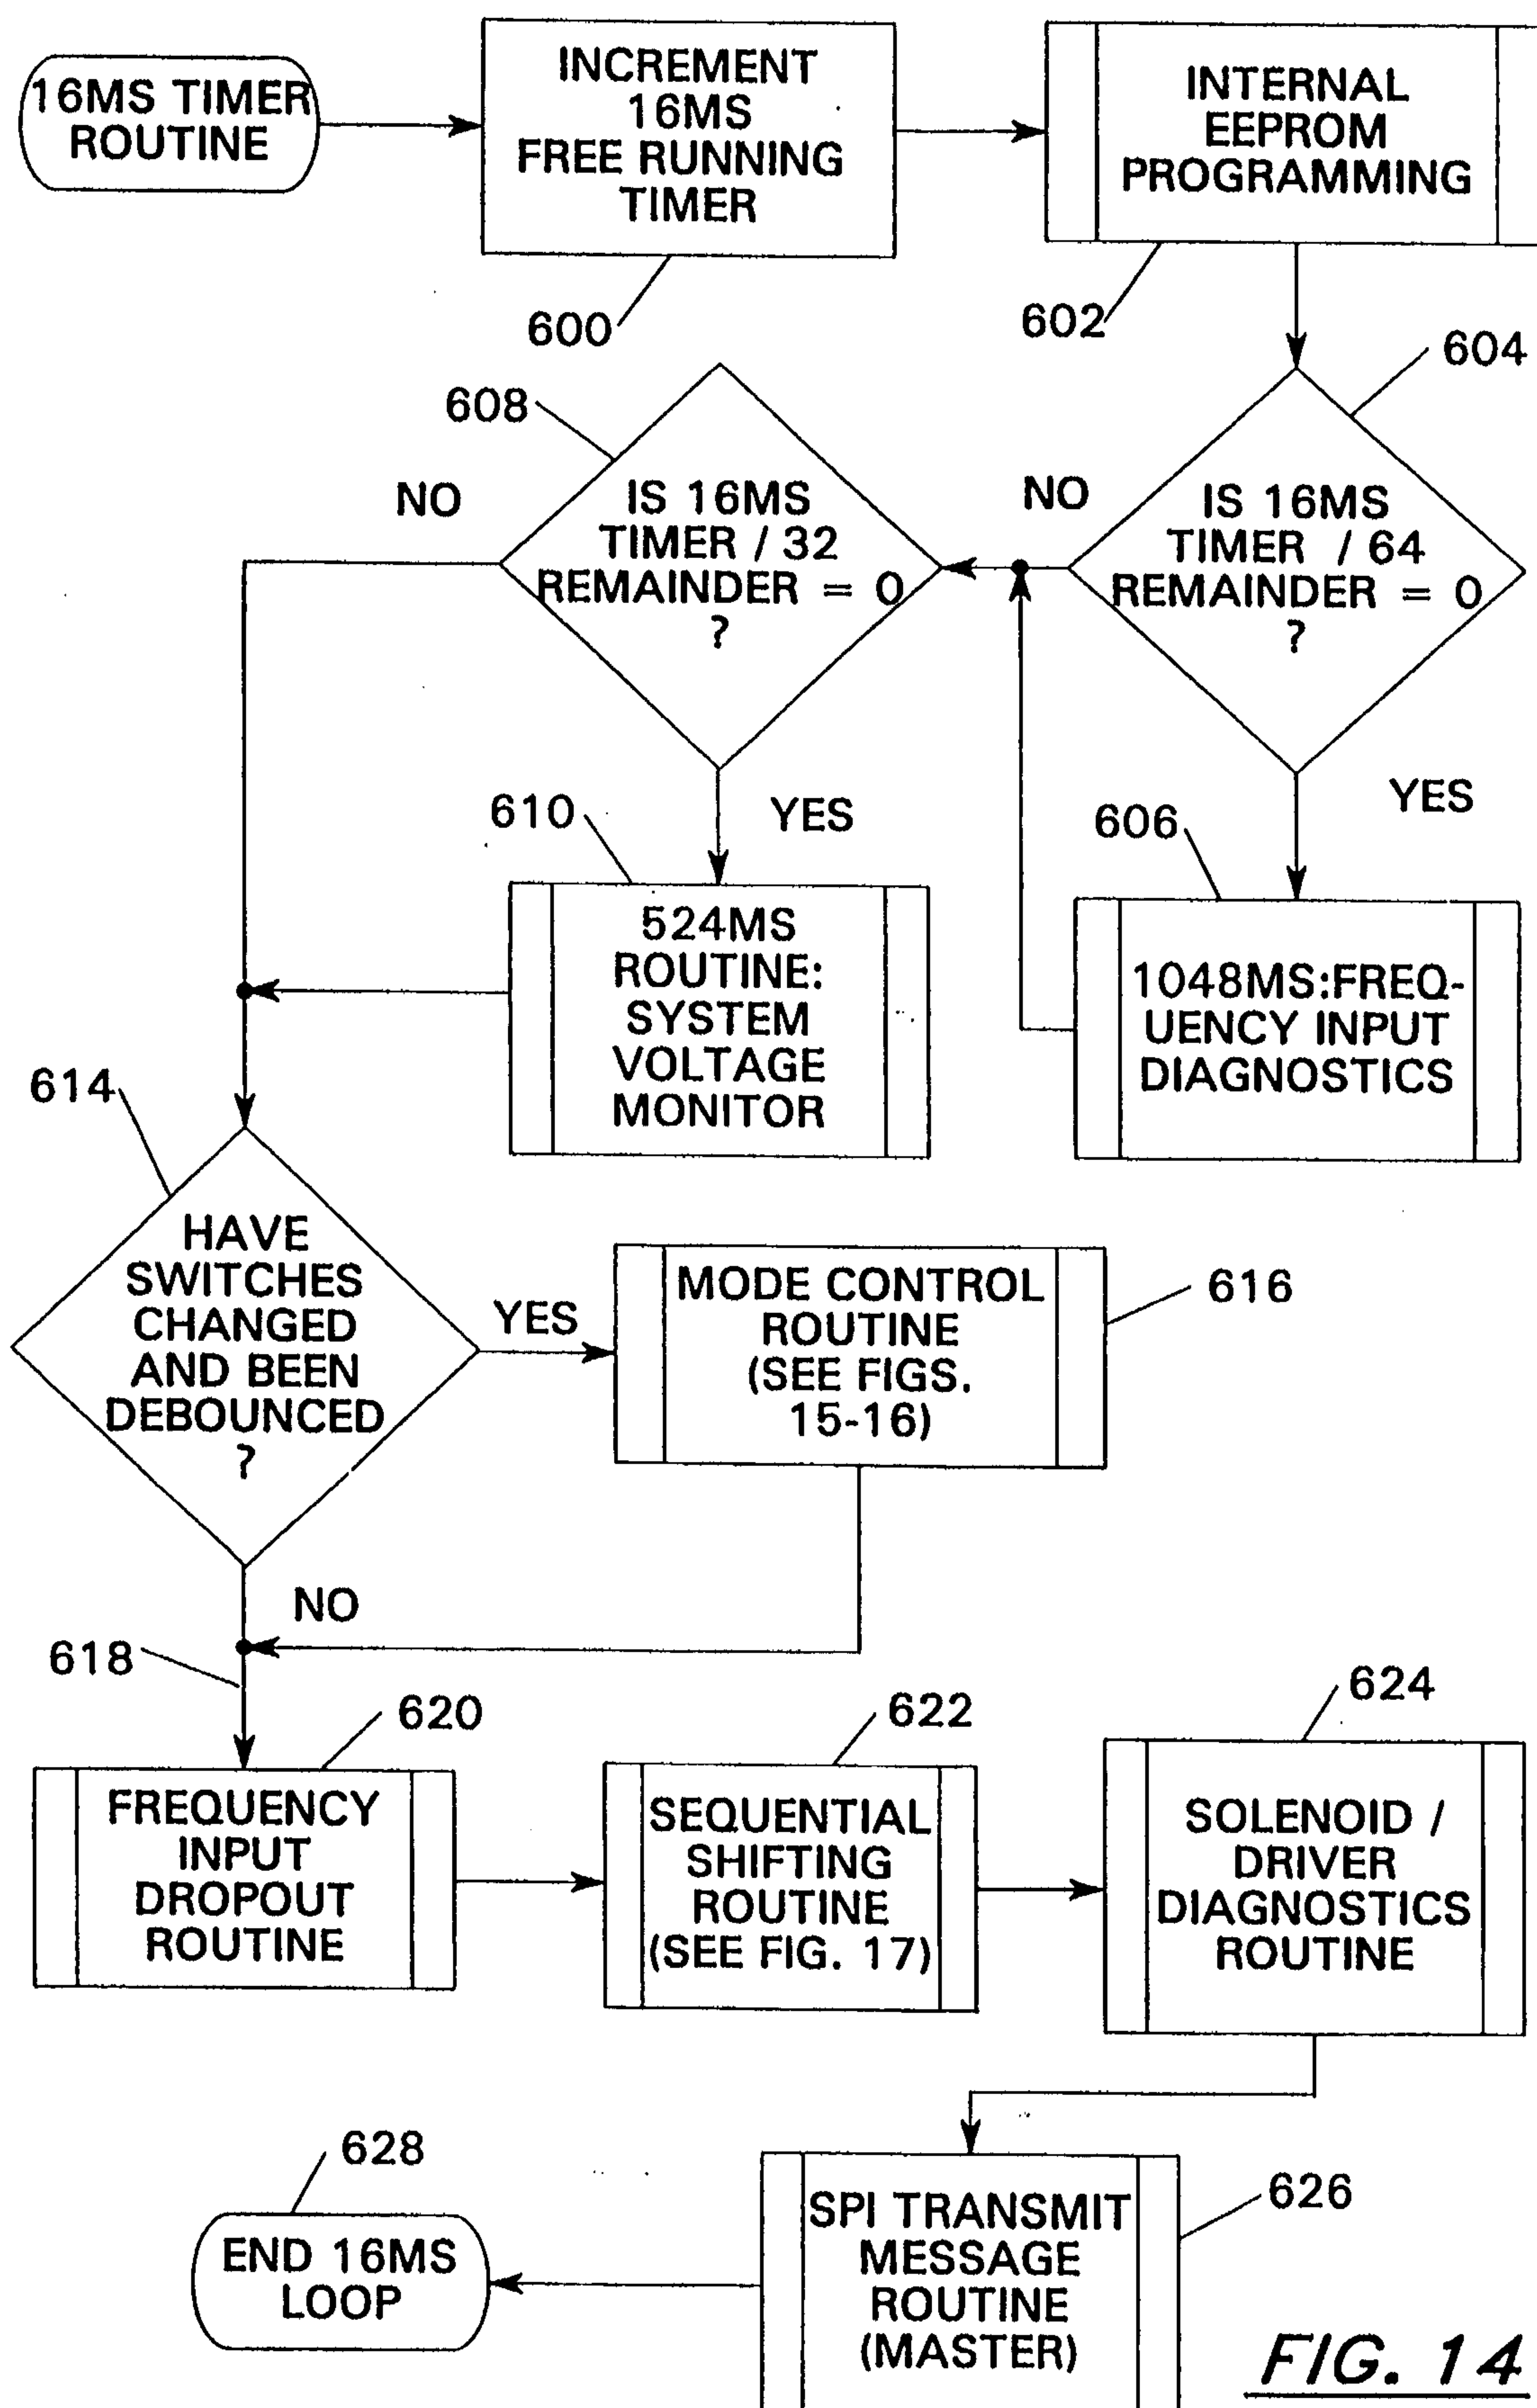 16MS TIMER
ROUTINE
INCREMENT
16MS
FREE RUNNING
TIMER
INTERNAL
EEPROM
PROGRAMMING
600
602
604
608
NO
IS 16MS
TIMER / 32
REMAINDER = 0
?
NO
IS 16MS
TIMER / 64
REMAINDER = 0
?
610
YES
606
YES
524MS
ROUTINE:
SYSTEM
VOLTAGE
MONITOR
1048MS:FREQ-
UENCY INPUT
DIAGNOSTICS
614
HAVE
SWITCHES
CHANGED
AND BEEN
DEBOUNCED
?
YES
MODE CONTROL
ROUTINE
(SEE FIGS.
15-16)
616
NO
618
620
622
624
FREQUENCY
INPUT
DROPOUT
ROUTINE
SEQUENTIAL
SHIFTING
ROUTINE
(SEE FIG. 17)
SOLENOID /
DRIVER
DIAGNOSTICS
ROUTINE
628
END 16MS
LOOP
SPI TRANSMIT
MESSAGE
ROUTINE
(MASTER)
626
FIG. 14